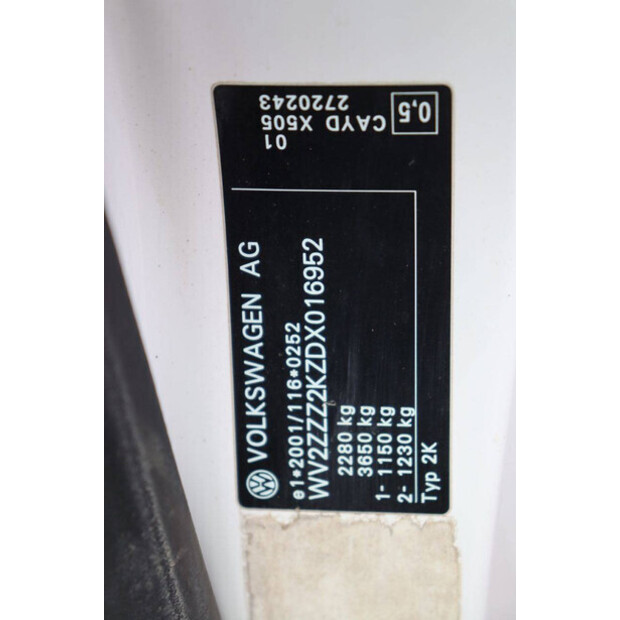 VOLKSWAGEN AG
e1*2001/116*0252
WV2ZZZ2KZDX016952
2280 kg
3650 kg
1- 1150 kg
2- 1230 kg
Typ 2K
01
CAYD X505
2720243
0,5